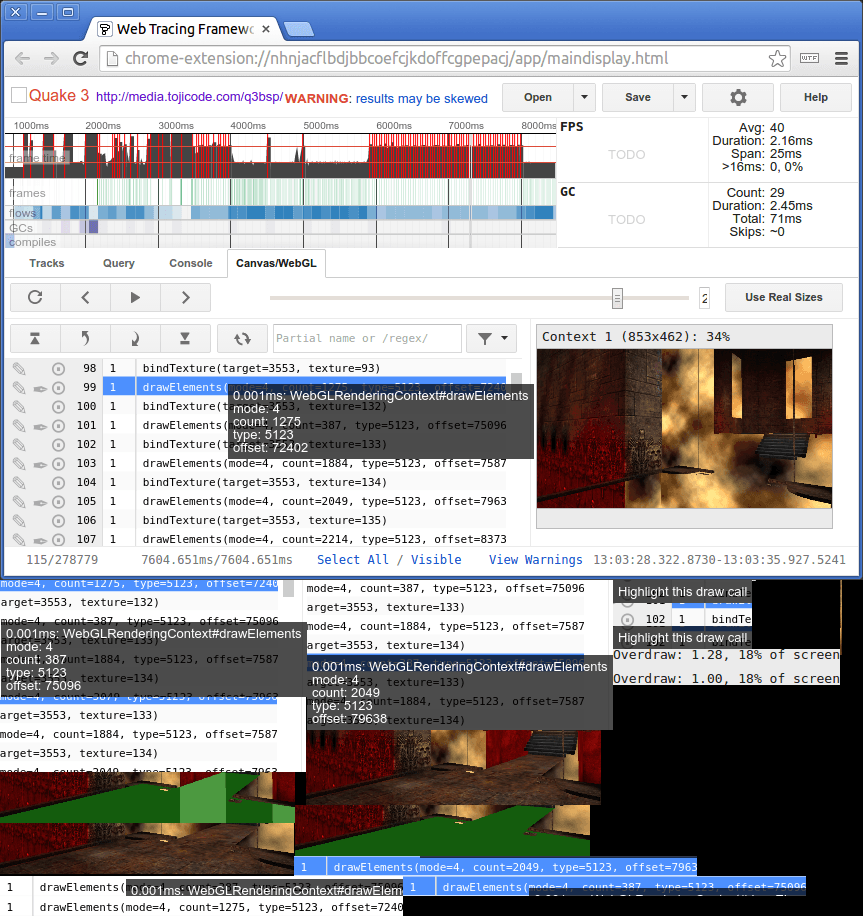 Web Tracing Framewo
chrome-extension://nhnjacflbdjbbcoefcjkdoffcgpepacj/app/maindisplay.html
WTF
Quake 3 http://media.tojicode.com/q3bsp/ WARNING: results may be skewed
Open Save Help
1000ms 2000ms 3000ms 4000ms 5000ms 6000ms 7000ms 8000ms
frame time
frames
flows
GCs
compiles
FPS
TODO
Avg: 40
Duration: 2.16ms
Span: 25ms
>16ms: 0, 0%
GC
TODO
Count: 29
Duration: 2.45ms
Total: 71ms
Skips: ~0
Tracks Query Console Canvas/WebGL
2 Use Real Sizes
Partial name or /regex/
98 1 bindTexture(target=3553, texture=93)
99 1 drawElements(mode=4, count=1275, type=5123, offset=7240
100 1 bindTexture(target=3553, texture=132)
101 1 drawElements(mode=4, count=387, type=5123, offset=75096
102 1 bindTexture(target=3553, texture=133)
103 1 drawElements(mode=4, count=1884, type=5123, offset=7587
104 1 bindTexture(target=3553, texture=134)
105 1 drawElements(mode=4, count=2049, type=5123, offset=7963
106 1 bindTexture(target=3553, texture=135)
107 1 drawElements(mode=4, count=2214, type=5123, offset=8373
0.001ms: WebGLRenderingContext#drawElements
mode: 4
count: 1275
type: 5123
offset: 72402
Context 1 (853x462): 34%
115/278779 7604.651ms/7604.651ms Select All / Visible View Warnings 13:03:28.322.8730-13:03:35.927.5241
mode=4, count=1275, type=5123, offset=7240
arget=3553, texture=132)
mode=4, count=387, type=5123, offset=75096
0.001ms: WebGLRenderingContext#drawElements
mode: 4
count: 387
type: 5123
offset: 75096
arget=3553, texture=133)
mode=4, count=1884, type=5123, offset=7587
arget=3553, texture=134)
mode=4, count=2049, type=5123, offset=7963
mode=4, count=387, type=5123, offset=75096
arget=3553, texture=133)
mode=4, count=1884, type=5123, offset=7587
arget=3553, texture=134)
0.001ms: WebGLRenderingContext#drawElements
mode: 4
count: 2049
type: 5123
offset: 79638
Highlight this draw call
102 1 bindTe
Highlight this draw call
Overdraw: 1.28, 18% of screen
Overdraw: 1.00, 18% of screen
1 drawElements(mode=4, count=2049, type=5123, offset=7963
1 drawElements(
0.001ms: WebGLRenderingContext#drawElem
1 drawElements(mode=4, count=387, type=5123, offset=75096
1 drawElements(mode=4, count=1275, type=5123, offset=7240